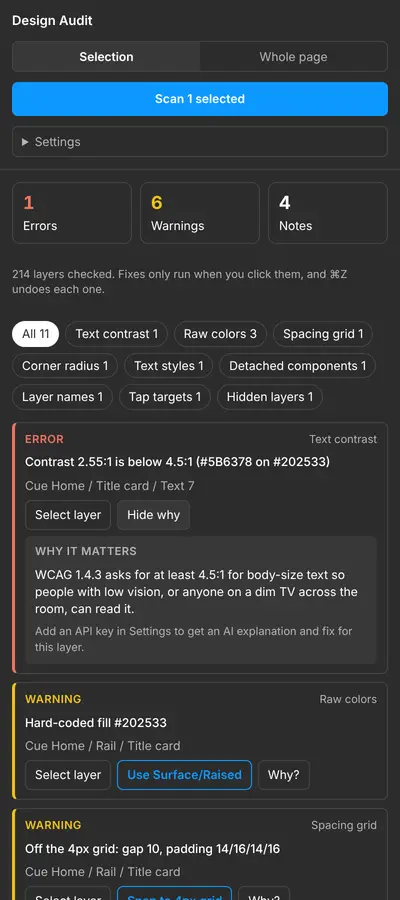 Design Audit
Selection
Whole page
Scan 1 selected
▶ Settings
1
Errors
6
Warnings
4
Notes
214 layers checked. Fixes only run when you click them, and ⌘Z
undoes each one.
All 11
Text contrast 1
Raw colors 3
Spacing grid 1
Corner radius 1
Text styles 1
Detached components 1
Layer names 1
Tap targets 1
Hidden layers 1
ERROR
Text contrast
Contrast 2.55:1 is below 4.5:1 (#5B6378 on #202533)
Cue Home / Title card / Text 7
Select layer
Hide why
WHY IT MATTERS
WCAG 1.4.3 asks for at least 4.5:1 for body-size text so
people with low vision, or anyone on a dim TV across the
room, can read it.
Add an API key in Settings to get an AI explanation and fix for
this layer.
WARNING
Raw colors
Hard-coded fill #202533
Cue Home / Rail / Title card
Select layer
Use Surface/Raised
Why?
WARNING
Spacing grid
Off the 4px grid: gap 10, padding 14/16/14/16
Cue Home / Rail / Title card
Select layer
Snap to 4px grid
Why?